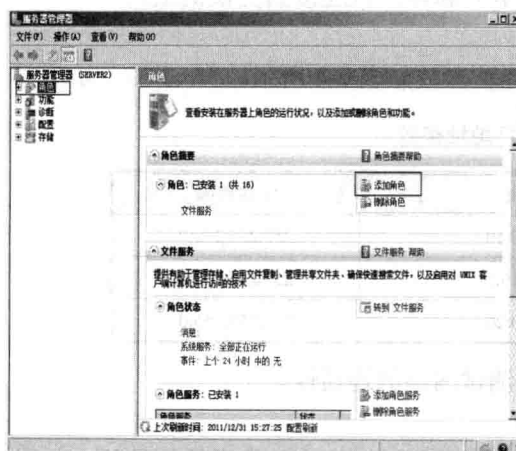 服务器管理器
文件(F) 操作(A) 查看(V) 帮助(H)
服务器管理器 (SERVER2)
角色
功能
诊断
配置
存储
角色
查看安装在服务器上角色的运行状况，以及添加或删除角色和功能。
角色摘要
角色摘要帮助
角色: 已安装 1 (共 16)
添加角色
删除角色
文件服务
文件服务
文件服务 帮助
提供有助于管理存储、启用文件复制、管理共享文件夹、确保快速搜索文件，以及启用对 UNIX 客
户端计算机进行访问的技术
角色状态
转到 文件服务
消息:
系统服务: 全部正在运行
事件: 上个 24 小时 中的 无
角色服务: 已安装 1
添加角色服务
删除角色服务
角色服务
状态
上次刷新时间: 2011/12/31 15:27:25 配置刷新